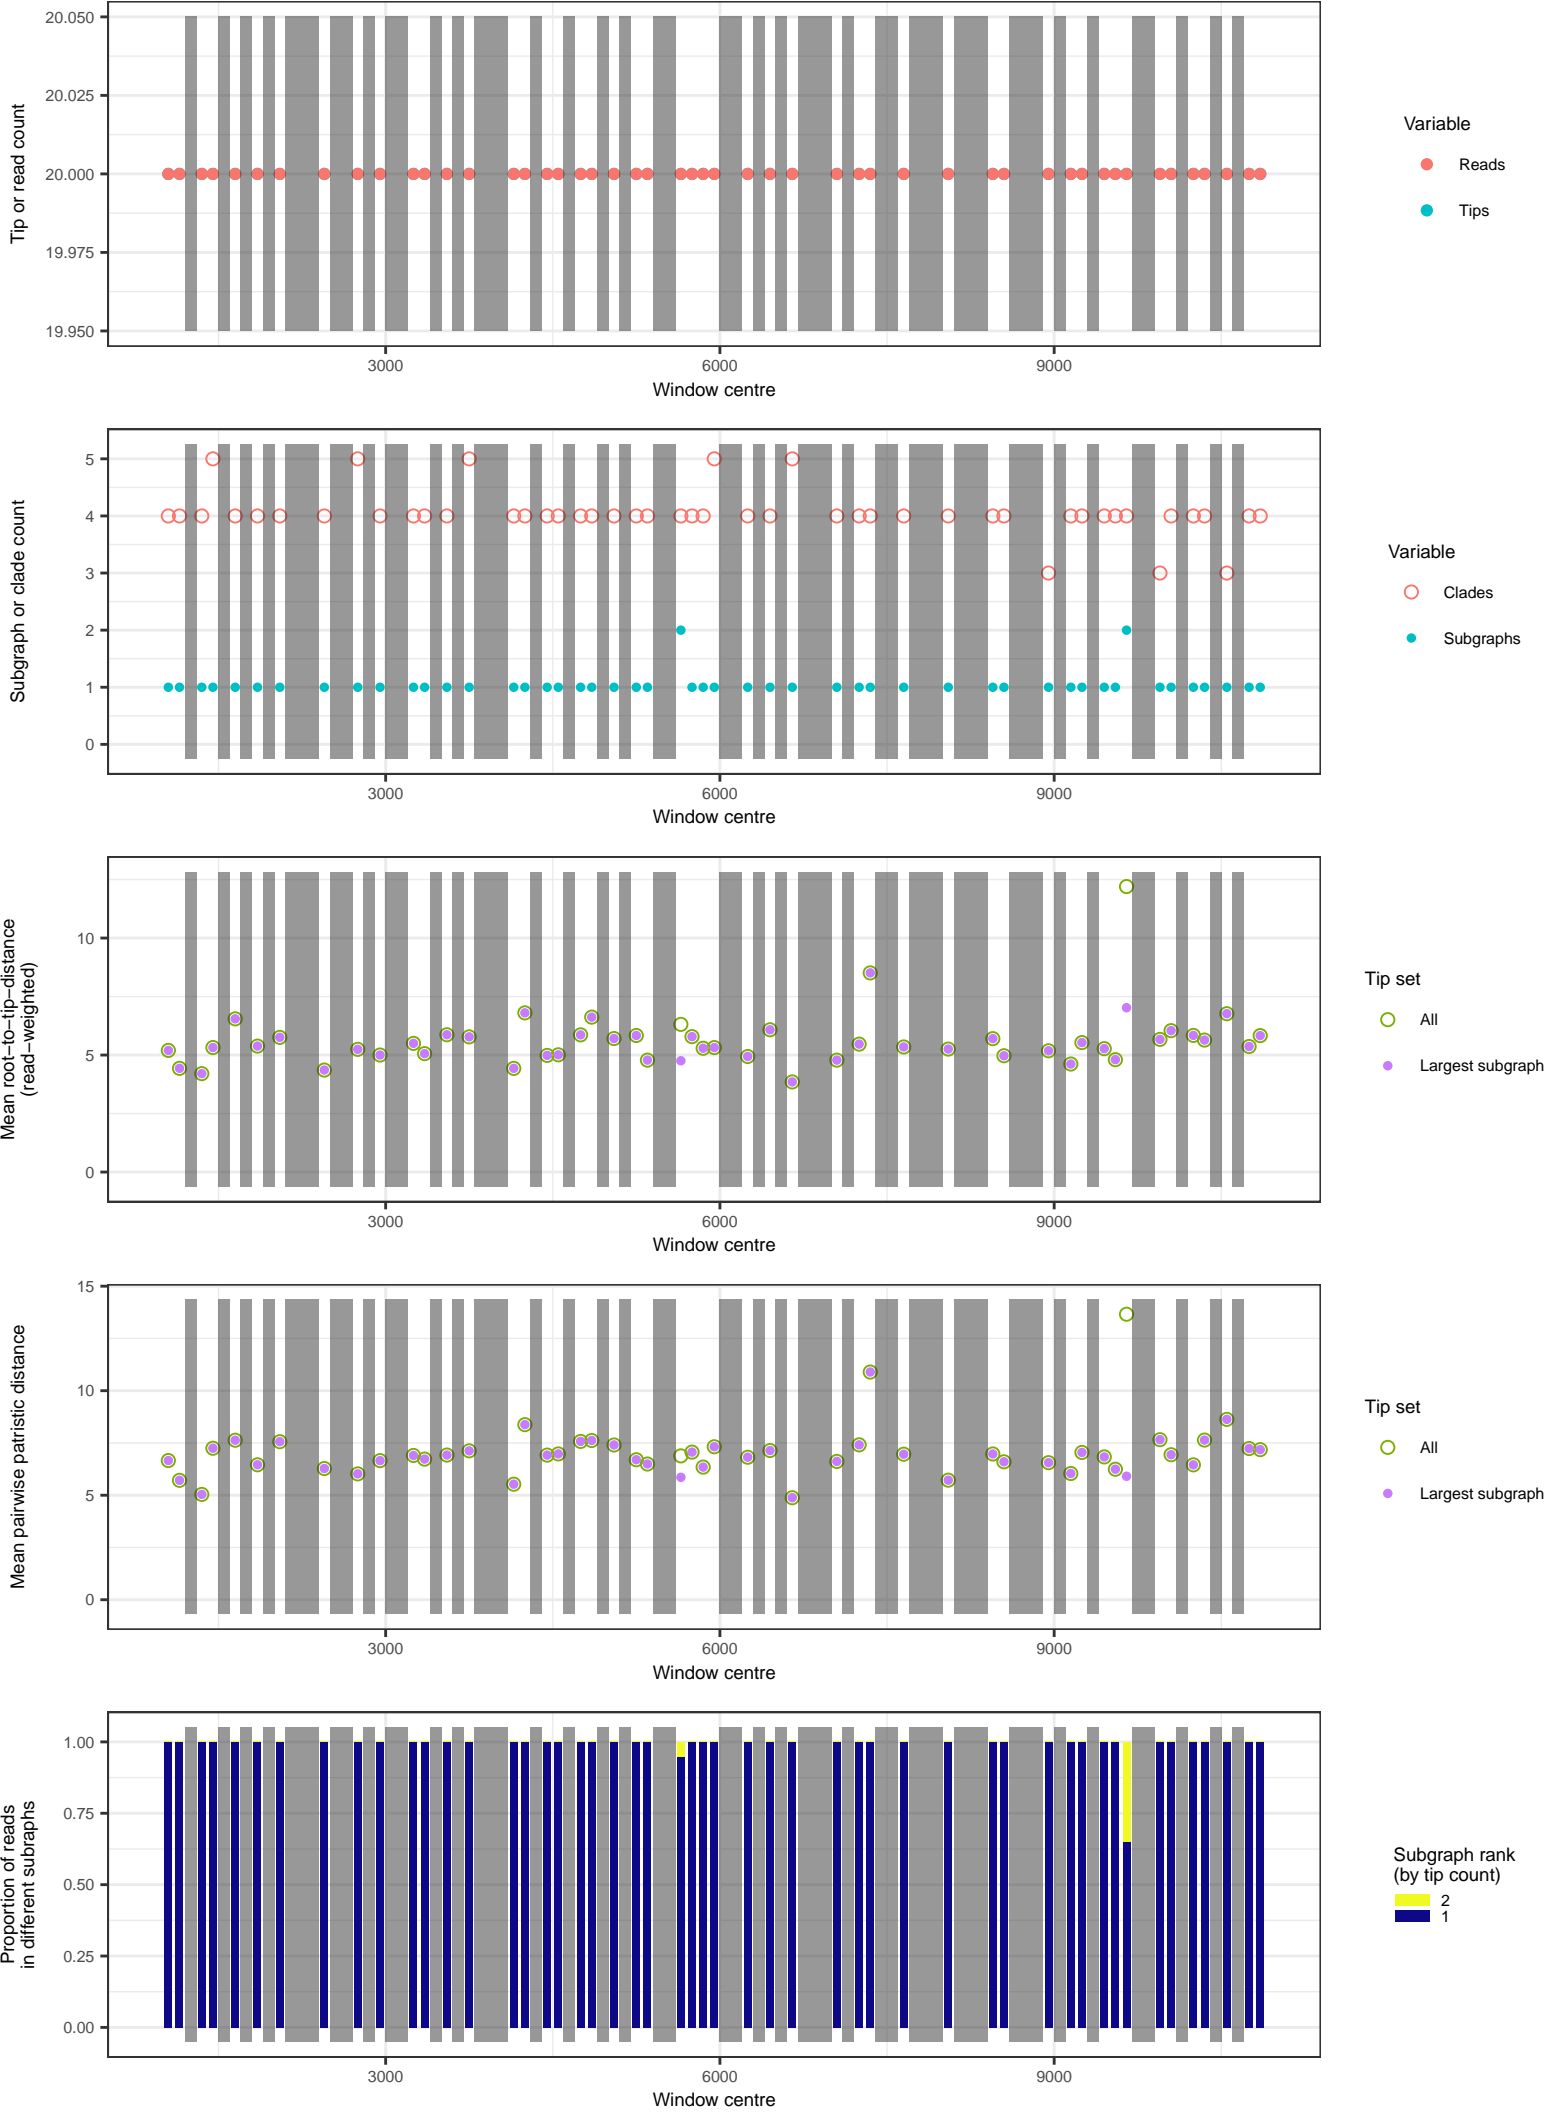 20.050
20.025
20.000
19.975
19.950
Tip or read count
3000
6000
9000
Window centre
Variable
Reads
Tips
5
4
3
2
1
0
Subgraph or clade count
3000
6000
9000
Window centre
Variable
Clades
Subgraphs
10
5
0
Mean root−to−tip−distance
(read−weighted)
3000
6000
9000
Window centre
Tip set
All
Largest subgraph
15
10
5
0
Mean pairwise patristic distance
3000
6000
9000
Window centre
Tip set
All
Largest subgraph
1.00
0.75
0.50
0.25
0.00
Proportion of reads
in different subraphs
3000
6000
9000
Window centre
Subgraph rank
(by tip count)
2
1